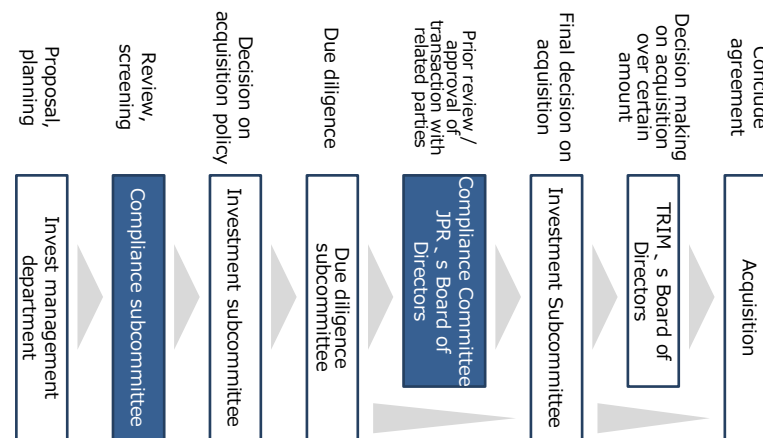 Proposal,
planning
Invest management
department
Review,
screening
Compliance subcommittee
Decision on
acquisition policy
Investment subcommittee
Due diligence
Due diligence
subcommittee
Prior review /
approval of
transaction with
related parties
Compliance Committee
JPR、s Board of
Directors
Final decision on
acquisition
Investment Subcommittee
Decision making
on acquisition
over certain
amount
TRIM、s Board of
Directors
Conclude
agreement
Acquisition